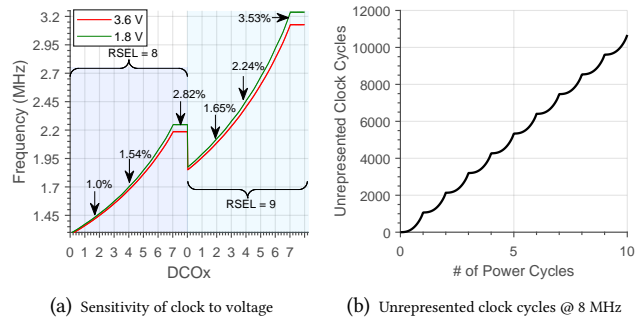 3.6 V
1.8 V
RSEL = 8
3.53%
2.24%
2.82%
1.65%
1.54%
1.0%
RSEL = 9
Frequency (MHz)
3.2
2.95
2.7
2.45
2.2
1.95
1.7
1.45
0 1 2 3 4 5 6 7 0 1 2 3 4 5 6 7
DCOx
(a) Sensitivity of clock to voltage
Unrepresented Clock Cycles
12000
10000
8000
6000
4000
2000
0
0 5 10
# of Power Cycles
(b) Unrepresented clock cycles @ 8 MHz